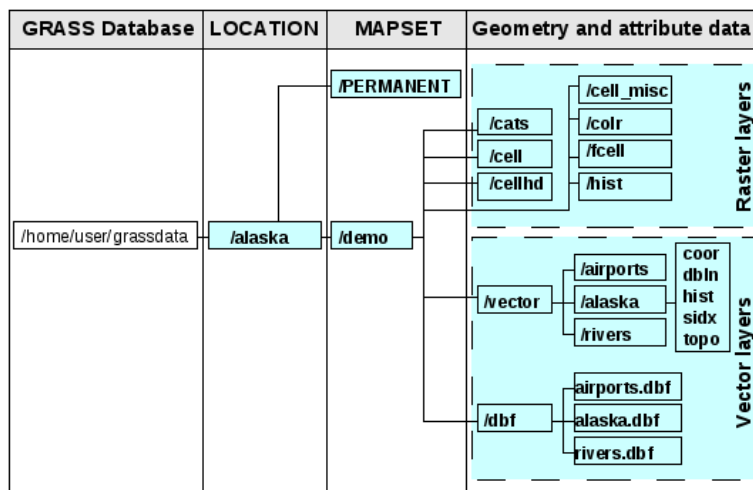 GRASS Database
LOCATION
MAPSET
Geometry and attribute data
/home/user/grassdata
/alaska
/PERMANENT
/demo
/cats
/cell
/cellhd
/cell_misc
/colr
/fcell
/hist
Raster layers
/vector
/airports
/alaska
/rivers
coor
dbln
hist
sidx
topo
/dbf
airports.dbf
alaska.dbf
rivers.dbf
Vector layers